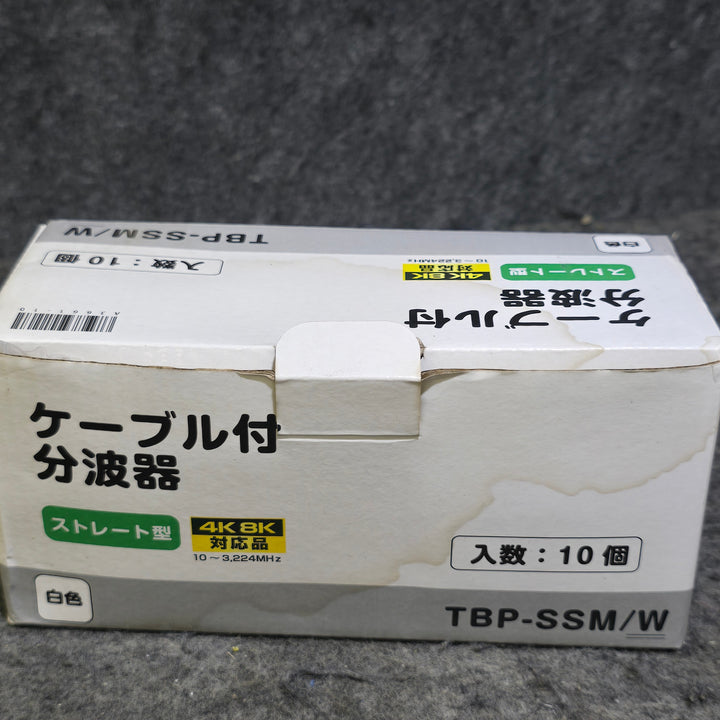 TBP-SSM/W
白色
入数：10個
ストレート型
4K8K
対応品
10～3,224MHz
ケーブル付
分波器
ケーブル付
分波器
ストレート型
4K 8K
対応品
10～3,224MHz
入数：10個
白色
TBP-SSM/W